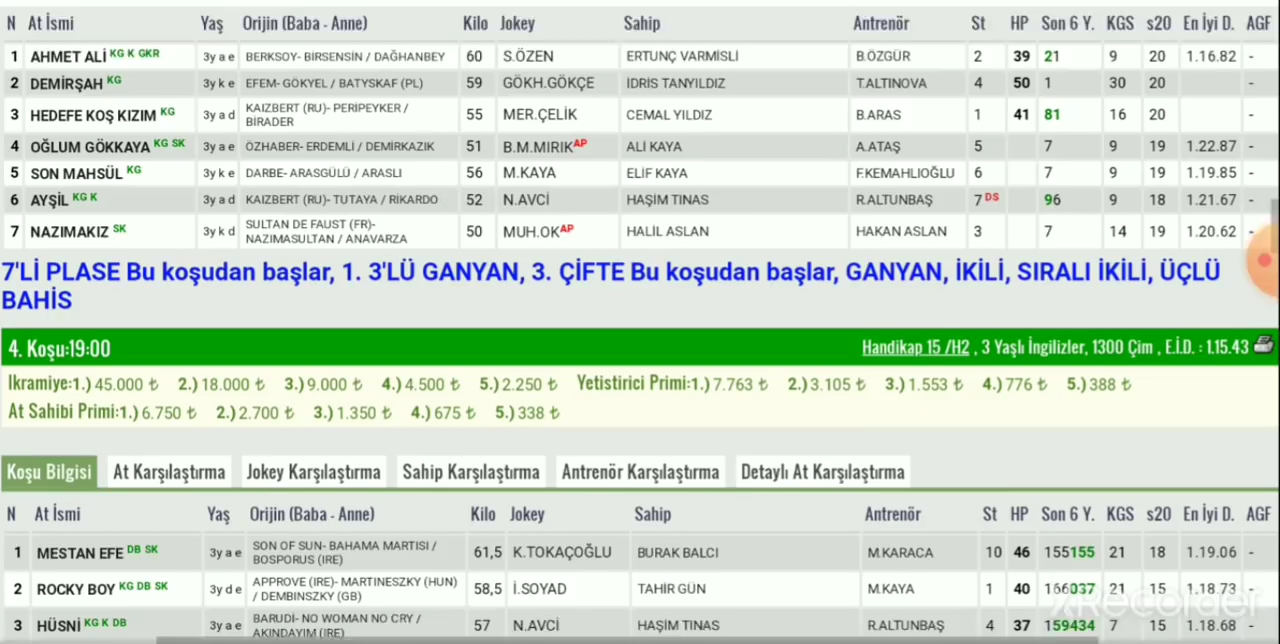 N At İsmi Yaş Orijin (Baba - Anne) Kilo Jokey Sahip Antrenör St HP Son 6 Y. KGS s20 En İyi D. AGF
1 AHMET ALİ KG K GKR 3y a e BERKSOY- BİRSENSİN / DAĞHANBEY 60 S.ÖZEN ERTUNÇ VARMİSLİ B.ÖZGÜR 2 39 21 9 20 1.16.82 -
2 DEMİRŞAH KG 3y k e EFEM- GÖKYEL / BATYSKAF (PL) 59 GÖKH.GÖKÇE IDRİS TANYILDIZ T.ALTINOVA 4 50 1 30 20 -
3 HEDEFE KOŞ KIZIM KG 3y a d KAIZBERT (RU)- PERIPEYKER / BİRADER 55 MER.ÇELİK CEMAL YILDIZ B.ARAS 1 41 81 16 20 -
4 OĞLUM GÖKKAYA KG SK 3y a e ÖZHABER- ERDEMLİ / DEMİRKAZIK 51 B.M.MIRIK AP ALİ KAYA A.ATAŞ 5 7 9 19 1.22.87 -
5 SON MAHSÜL KG 3y k e DARBE- ARASGÜLÜ / ARASLI 56 M.KAYA ELİF KAYA F.KEMAHLIOĞLU 6 7 9 19 1.19.85 -
6 AYŞİL KG K 3y a d KAIZBERT (RU)- TUTAYA / RİKARDO 52 N.AVCİ HAŞİM TINAS R.ALTUNBAŞ 7 DS 96 9 18 1.21.67 -
7 NAZIMAKIZ SK 3y k d SULTAN DE FAUST (FR)- NAZIMASULTAN / ANAVARZA 50 MUH.OK AP HALİL ASLAN HAKAN ASLAN 3 7 14 19 1.20.62 -
7'Lİ PLASE Bu koşudan başlar, 1. 3'LÜ GANYAN, 3. ÇİFTE Bu koşudan başlar, GANYAN, İKİLİ, SIRALI İKİLİ, ÜÇLÜ
BAHİS
4. Koşu:19:00 Handikap 15 /H2 , 3 Yaşlı İngilizler, 1300 Çim , E.İ.D. : 1.15.43
Ikramiye:1.) 45.000 ₺ 2.) 18.000 ₺ 3.) 9.000 ₺ 4.) 4.500 ₺ 5.) 2.250 ₺ Yetistirici Primi:1.) 7.763 ₺ 2.) 3.105 ₺ 3.) 1.553 ₺ 4.) 776 ₺ 5.) 388 ₺
At Sahibi Primi:1.) 6.750 ₺ 2.) 2.700 ₺ 3.) 1.350 ₺ 4.) 675 ₺ 5.) 338 ₺
Koşu Bilgisi At Karşılaştırma Jokey Karşılaştırma Sahip Karşılaştırma Antrenör Karşılaştırma Detaylı At Karşılaştırma
N At İsmi Yaş Orijin (Baba - Anne) Kilo Jokey Sahip Antrenör St HP Son 6 Y. KGS s20 En İyi D. AGF
1 MESTAN EFE DB SK 3y a e SON OF SUN- BAHAMA MARTISI / BOSPORUS (IRE) 61,5 K.TOKAÇOĞLU BURAK BALCI M.KARACA 10 46 155155 21 18 1.19.06 -
2 ROCKY BOY KG DB SK 3y d e APPROVE (IRE)- MARTINESZKY (HUN) / DEMBINSZKY (GB) 58,5 İ.SOYAD TAHİR GÜN M.KAYA 1 40 166037 21 15 1.18.73 -
3 HÜSNİ KG K DB 3y a e BARUDİ- NO WOMAN NO CRY / AKINDAYIM (IRE) 57 N.AVCİ HAŞİM TINAS R.ALTUNBAŞ 4 37 159434 7 15 1.18.68 -
XRecorder